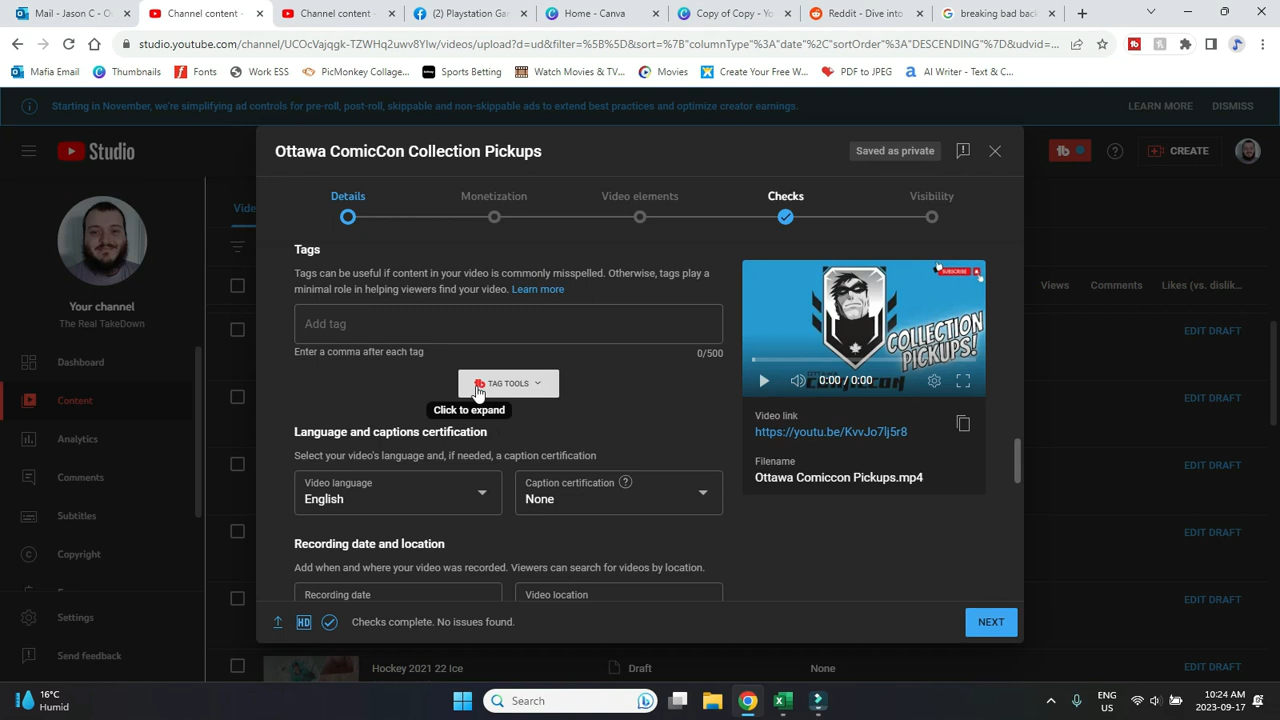 Mail - Jason C - O
Channel content -
Channel content -
(2) Playstation Gam
Home - Canva
Copy of Copy - Yo
Reddit - Dive into
breaking bad back
studio.youtube.com/channel/UCOcVajqgk-TZWHq2uwv8YIw/videos/upload?d=ud&filter=%5B%5D&sort=%7B"columnType"%3A"date"%2C"sortOrder"%3A"DESCENDING"%7D&udvid=...
Mafia Email
Thumbnails
Fonts
Work ESS
PicMonkey Collage...
Sports Betting
Watch Movies & TV...
Movies
Create Your Free W...
PDF to JPEG
AI Writer - Text & C...
Starting in November, we're simplifying ad controls for pre-roll, post-roll, skippable and non-skippable ads to extend best practices and optimize creator earnings.
LEARN MORE
DISMISS
Studio
Ottawa ComicCon Collection Pickups
Saved as private
CREATE
Details
Monetization
Video elements
Checks
Visibility
Your channel
The Real TakeDown
Dashboard
Content
Analytics
Comments
Subtitles
Copyright
Settings
Send feedback
Tags
Tags can be useful if content in your video is commonly misspelled. Otherwise, tags play a
minimal role in helping viewers find your video. Learn more
Add tag
Enter a comma after each tag
0/500
TAG TOOLS
Click to expand
Language and captions certification
Select your video's language and, if needed, a caption certification
Video language
English
Caption certification
None
Recording date and location
Add when and where your video was recorded. Viewers can search for videos by location.
Recording date
Video location
SUBSCRIBE
COLLECTION
PICKUPS!
OTTAWA
COMICCON
0:00 / 0:00
Video link
https://youtu.be/KvvJo7lj5r8
Filename
Ottawa Comiccon Pickups.mp4
Views
Comments
Likes (vs. dislik...
EDIT DRAFT
EDIT DRAFT
EDIT DRAFT
EDIT DRAFT
EDIT DRAFT
EDIT DRAFT
HD
Checks complete. No issues found.
NEXT
Hockey 2021 22 Ice
Draft
None
16°C
Humid
Search
ENG
US
10:24 AM
2023-09-17